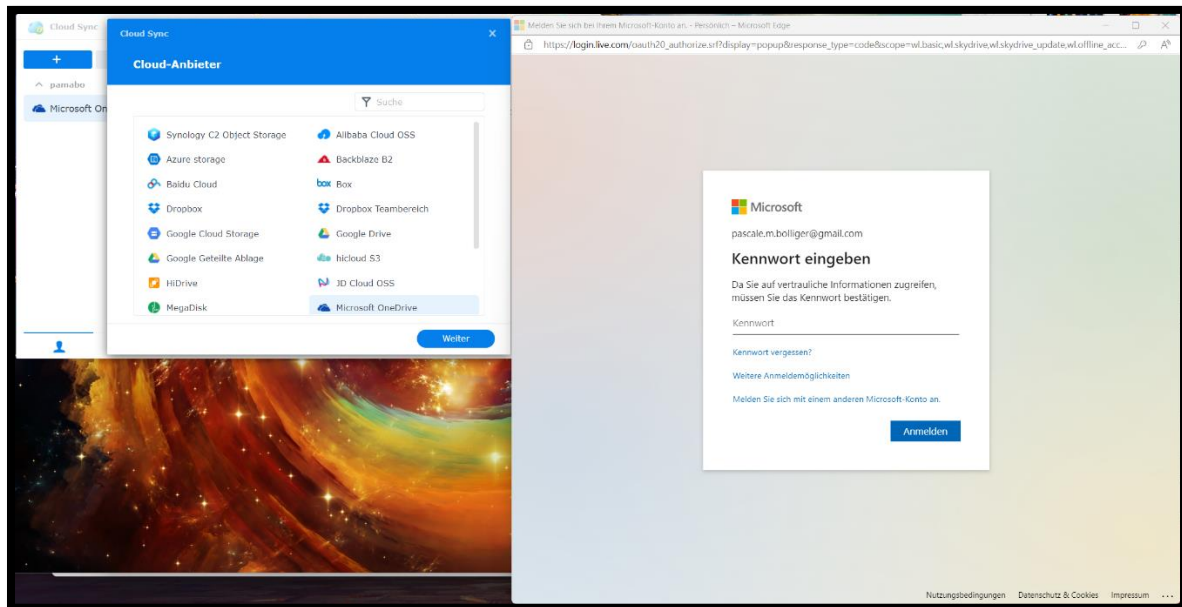 Cloud Sync
+
pamabo
Microsoft On
Cloud Sync
Cloud-Anbieter
Suche
Synology C2 Object Storage
Alibaba Cloud OSS
Azure storage
Backblaze B2
Baidu Cloud
box Box
Dropbox
Dropbox Teambereich
Google Cloud Storage
Google Drive
Google Geteilte Ablage
hicloud S3
HiDrive
JD Cloud OSS
MegaDisk
Microsoft OneDrive
Weiter
Melden Sie sich bei Ihrem Microsoft-Konto an. - Persönlich – Microsoft Edge
https://login.live.com/oauth20_authorize.srf?display=popup&response_type=code&scope=wl.basic,wl.skydrive,wl.skydrive_update,wl.offline_acc...
Microsoft
pascale.m.bolliger@gmail.com
Kennwort eingeben
Da Sie auf vertrauliche Informationen zugreifen,
müssen Sie das Kennwort bestätigen.
Kennwort
Kennwort vergessen?
Weitere Anmeldemöglichkeiten
Melden Sie sich mit einem anderen Microsoft-Konto an.
Anmelden
Nutzungsbedingungen Datenschutz & Cookies Impressum ...